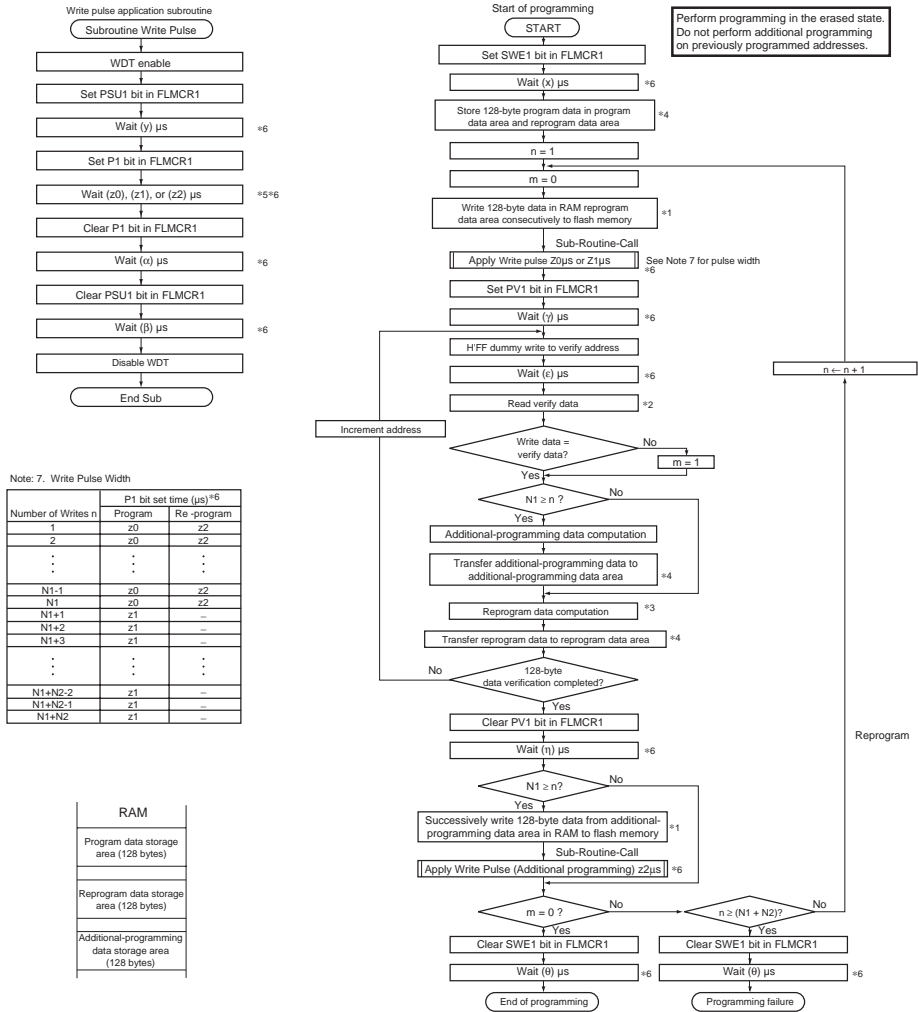 Write pulse application subroutine
Subroutine Write Pulse
WDT enable
Set PSU1 bit in FLMCR1
Wait (y) µs
*6
Set P1 bit in FLMCR1
Wait (z0), (z1), or (z2) µs
*5*6
Clear P1 bit in FLMCR1
Wait (α) µs
*6
Clear PSU1 bit in FLMCR1
Wait (β) µs
*6
Disable WDT
End Sub
Note: 7. Write Pulse Width
Number of Writes n
P1 bit set time (µs)*6
Program Re -program
1 z0 z2
2 z0 z2
N1-1 z0 z2
N1 z0 z2
N1+1 z1 –
N1+2 z1 –
N1+3 z1 –
N1+N2-2 z1 –
N1+N2-1 z1 –
N1+N2 z1 –
RAM
Program data storage
area (128 bytes)
Reprogram data storage
area (128 bytes)
Additional-programming
data storage area
(128 bytes)
Start of programming
START
Perform programming in the erased state.
Do not perform additional programming
on previously programmed addresses.
Set SWE1 bit in FLMCR1
Wait (x) µs
*6
Store 128-byte program data in program
data area and reprogram data area
*4
n = 1
m = 0
Write 128-byte data in RAM reprogram
data area consecutively to flash memory
*1
Sub-Routine-Call
Apply Write pulse Z0µs or Z1µs
See Note 7 for pulse width
*6
Set PV1 bit in FLMCR1
Wait (γ) µs
*6
H'FF dummy write to verify address
Wait (ε) µs
*6
n ← n + 1
Read verify data
*2
Increment address
Write data =
verify data?
No
m = 1
Yes
N1 ≥ n ?
No
Yes
Additional-programming data computation
Transfer additional-programming data to
additional-programming data area
*4
Reprogram data computation
*3
Transfer reprogram data to reprogram data area
*4
128-byte
data verification completed?
No
Yes
Clear PV1 bit in FLMCR1
Reprogram
Wait (η) µs
*6
N1 ≥ n?
No
Yes
Successively write 128-byte data from additional-
programming data area in RAM to flash memory
*1
Sub-Routine-Call
Apply Write Pulse (Additional programming) z2µs
*6
m = 0 ?
No
n ≥ (N1 + N2)?
No
Yes
Yes
Clear SWE1 bit in FLMCR1
Clear SWE1 bit in FLMCR1
Wait (θ) µs
*6
Wait (θ) µs
*6
End of programming
Programming failure